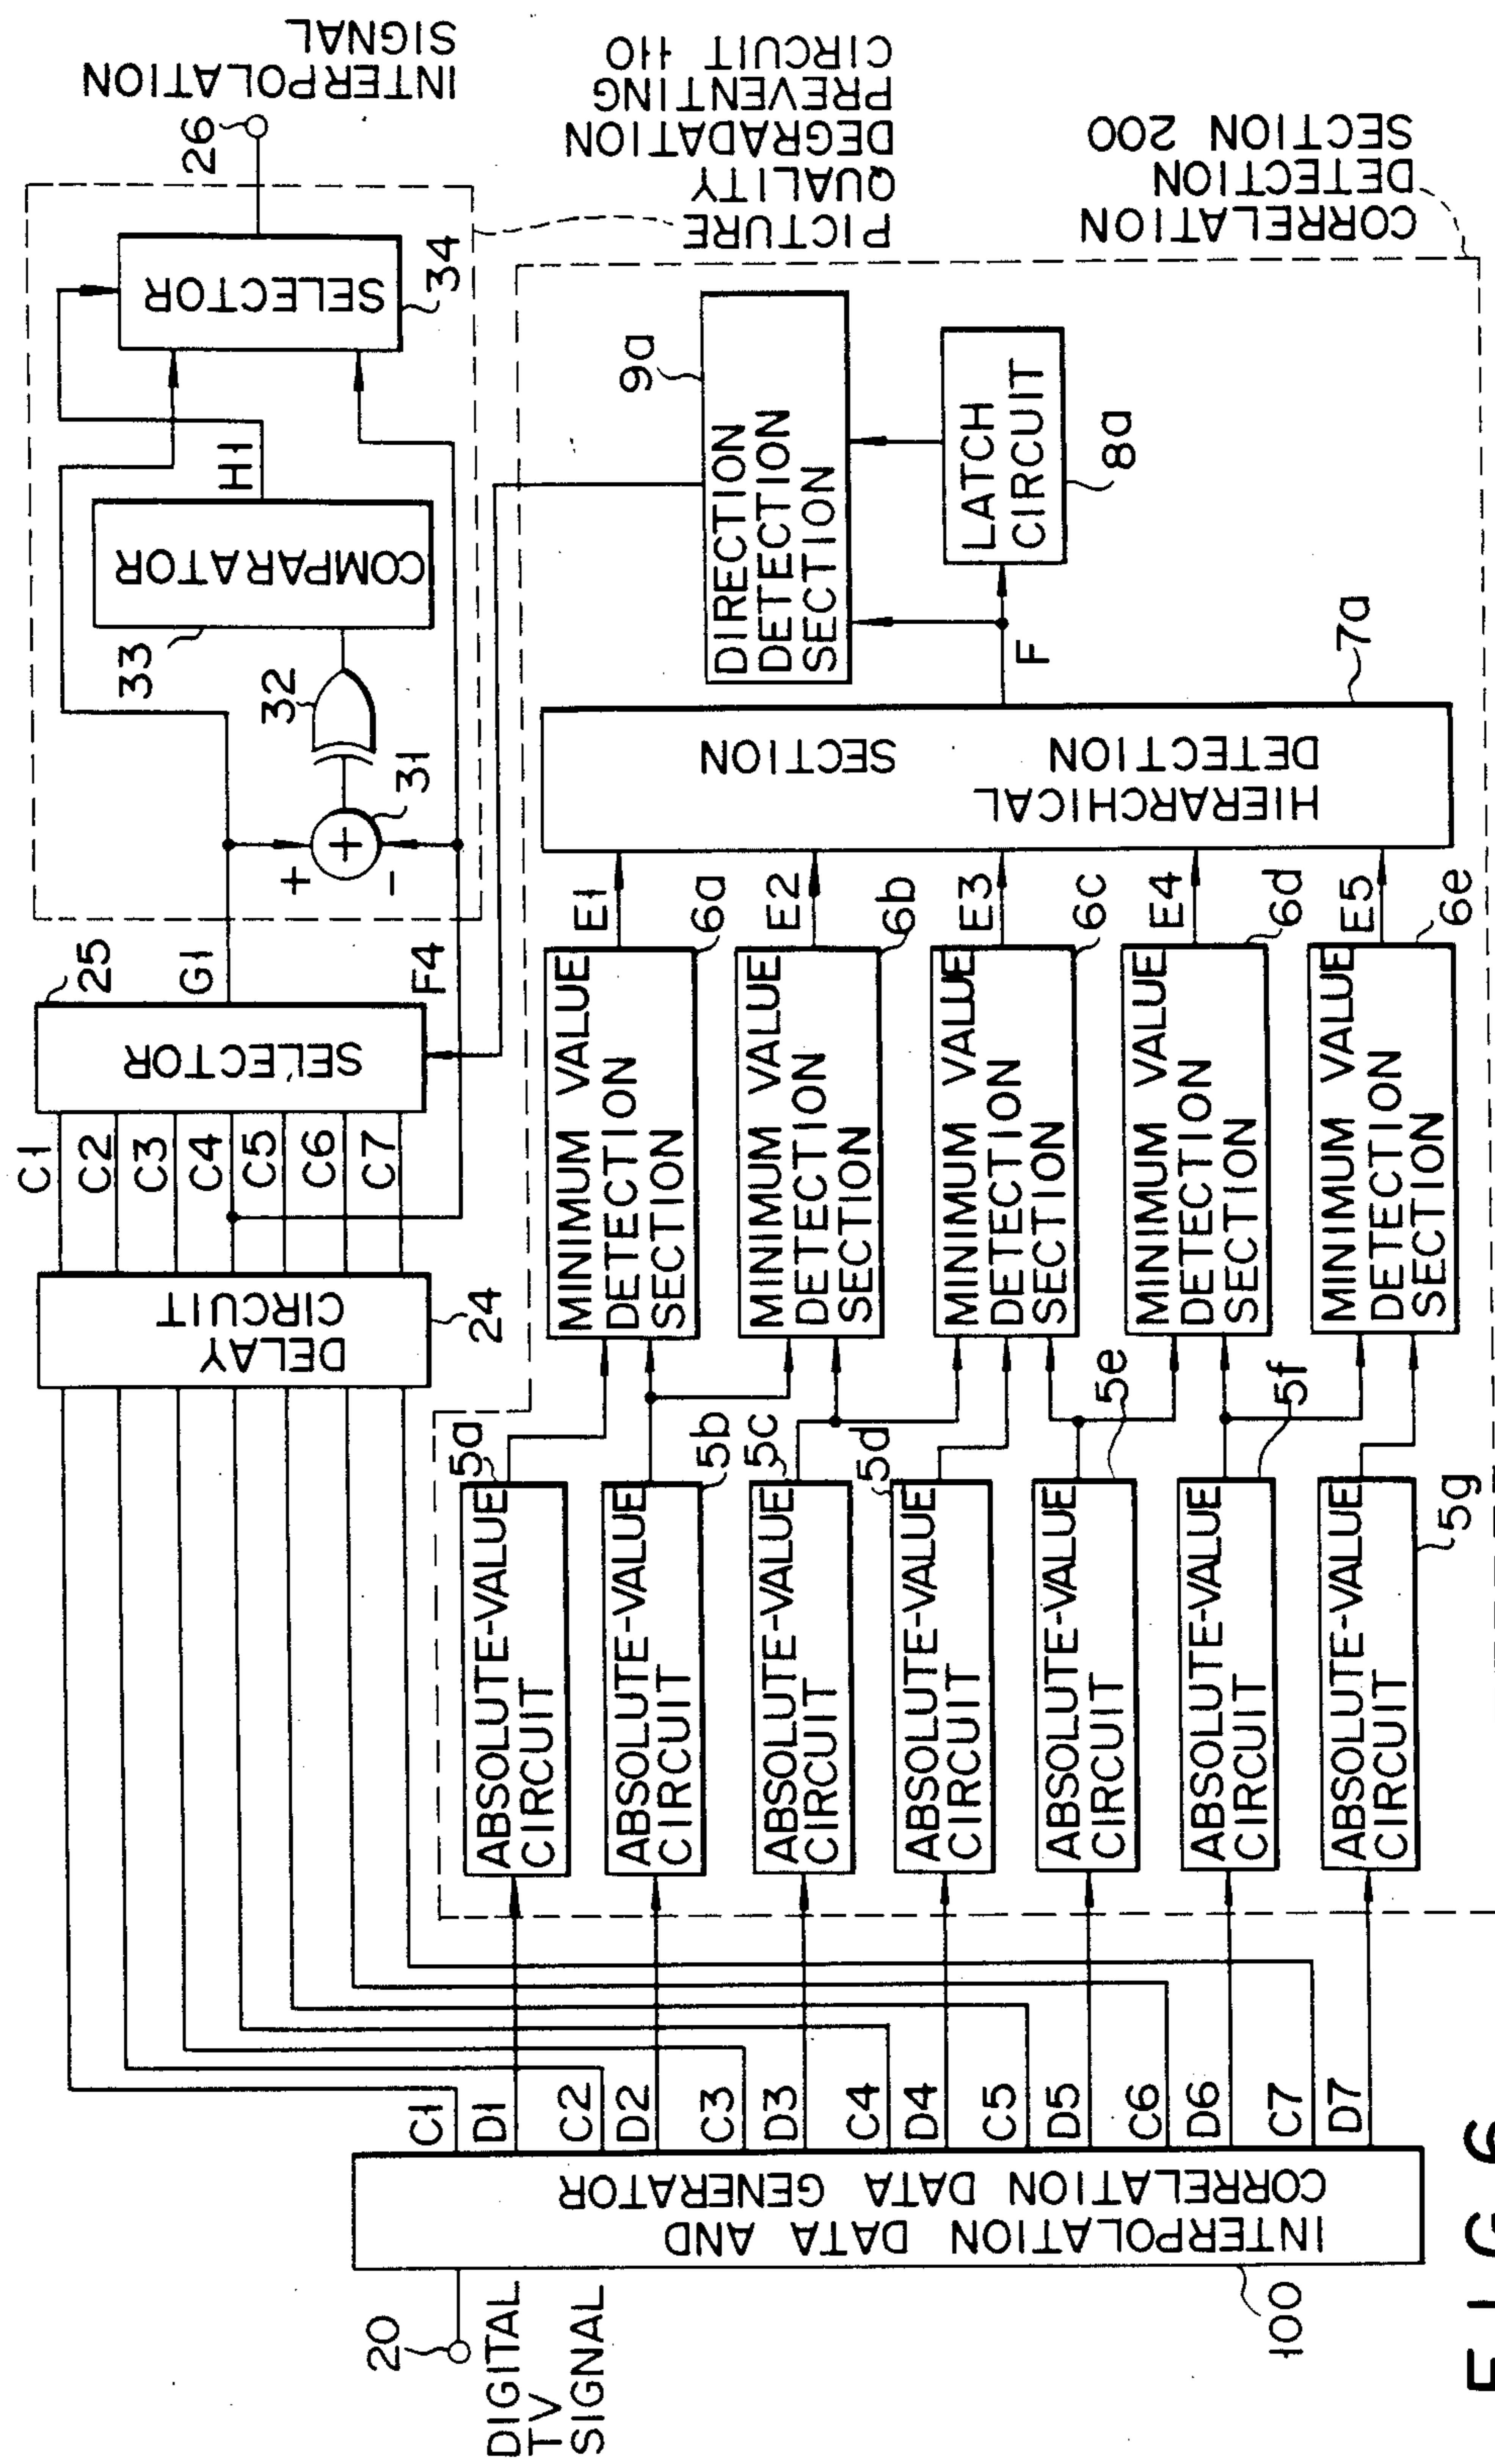 20
DIGITAL
TV
SIGNAL
INTERPOLATION DATA AND
CORRELATION DATA GENERATOR
100
C1
D1
C2
D2
C3
D3
C4
D4
C5
D5
C6
D6
C7
D7
DELAY
CIRCUIT
24
C1
C2
C3
C4
C5
C6
C7
SELECTOR
25
G1
F4
+
-
+
31
32
33
COMPARATOR
H1
SELECTOR
34
26
INTERPOLATION
SIGNAL
PICTURE
QUALITY
DEGRADATION
PREVENTING
CIRCUIT 110
CORRELATION
DETECTION
SECTION 200
ABSOLUTE-VALUE
CIRCUIT
5a
ABSOLUTE-VALUE
CIRCUIT
5b
ABSOLUTE-VALUE
CIRCUIT
5c
ABSOLUTE-VALUE
CIRCUIT
5d
ABSOLUTE-VALUE
CIRCUIT
5e
ABSOLUTE-VALUE
CIRCUIT
5f
ABSOLUTE-VALUE
CIRCUIT
5g
MINIMUM VALUE
DETECTION
SECTION
6a
E1
MINIMUM VALUE
DETECTION
SECTION
6b
E2
MINIMUM VALUE
DETECTION
SECTION
6c
E3
MINIMUM VALUE
DETECTION
SECTION
6d
E4
MINIMUM VALUE
DETECTION
SECTION
6e
E5
HIERARCHICAL
DETECTION SECTION
7a
F
LATCH
CIRCUIT
8a
DIRECTION
DETECTION
SECTION
9a